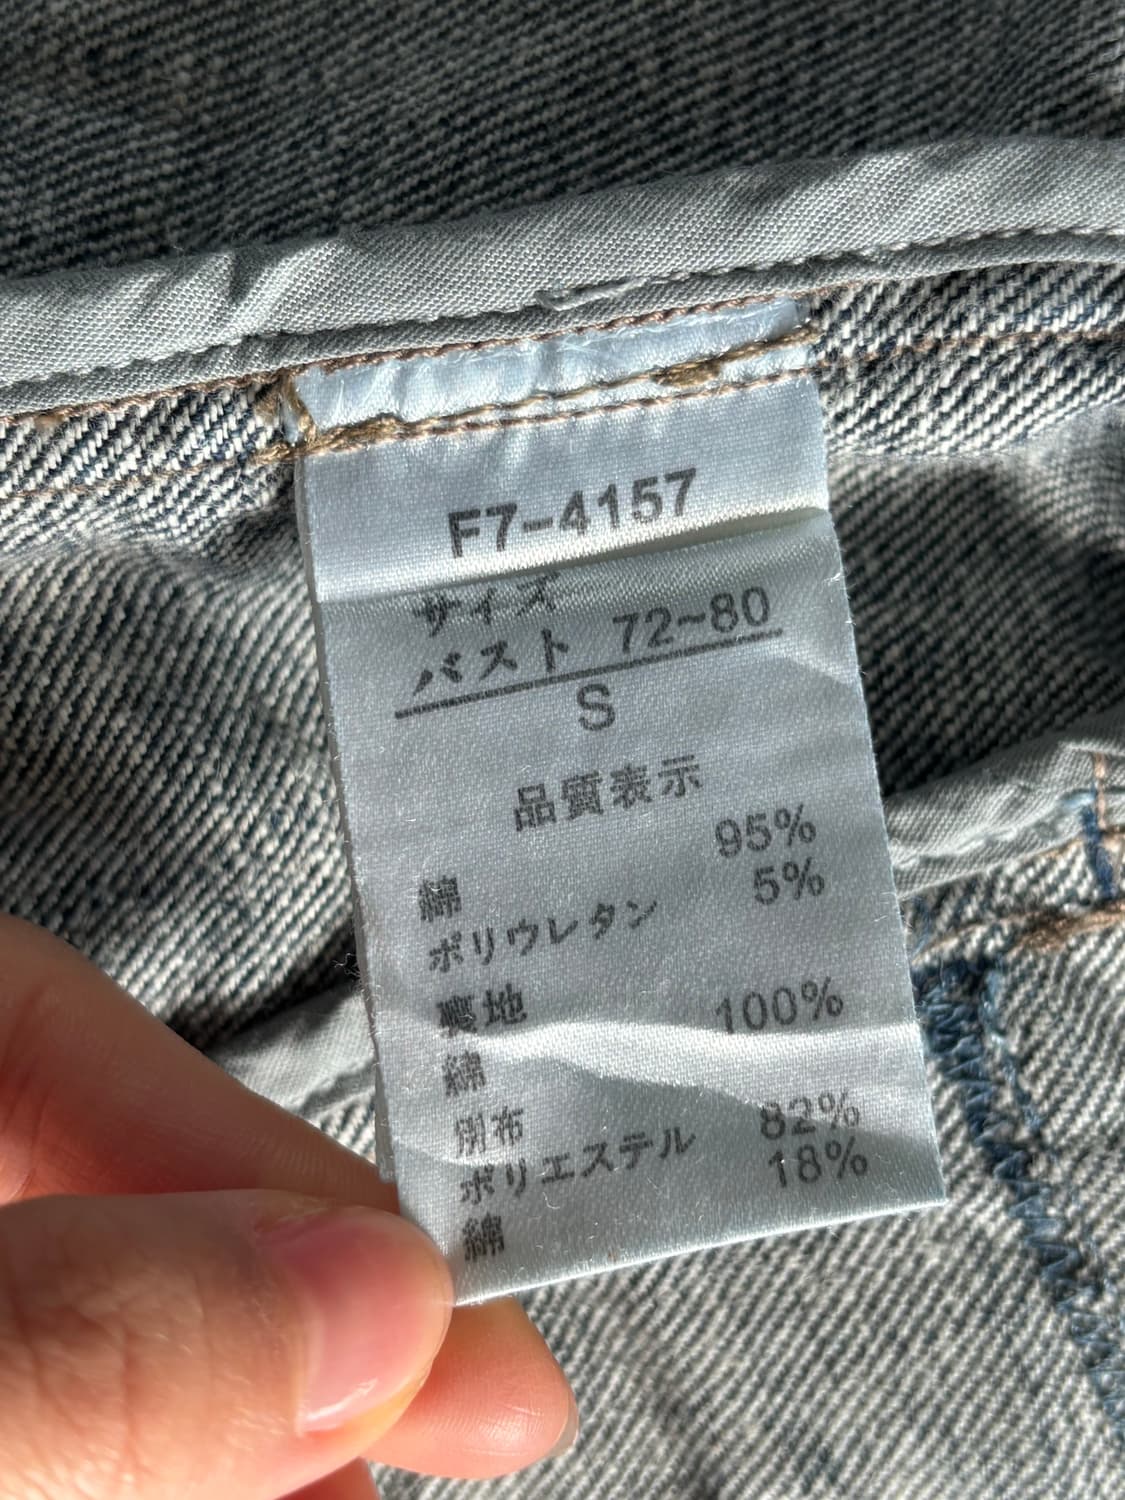 F7-4157
サイズ
バスト 72~80
S
品質表示
綿 95%
ポリウレタン 5%
裏地
綿 100%
別布
ポリエステル 82%
綿 18%